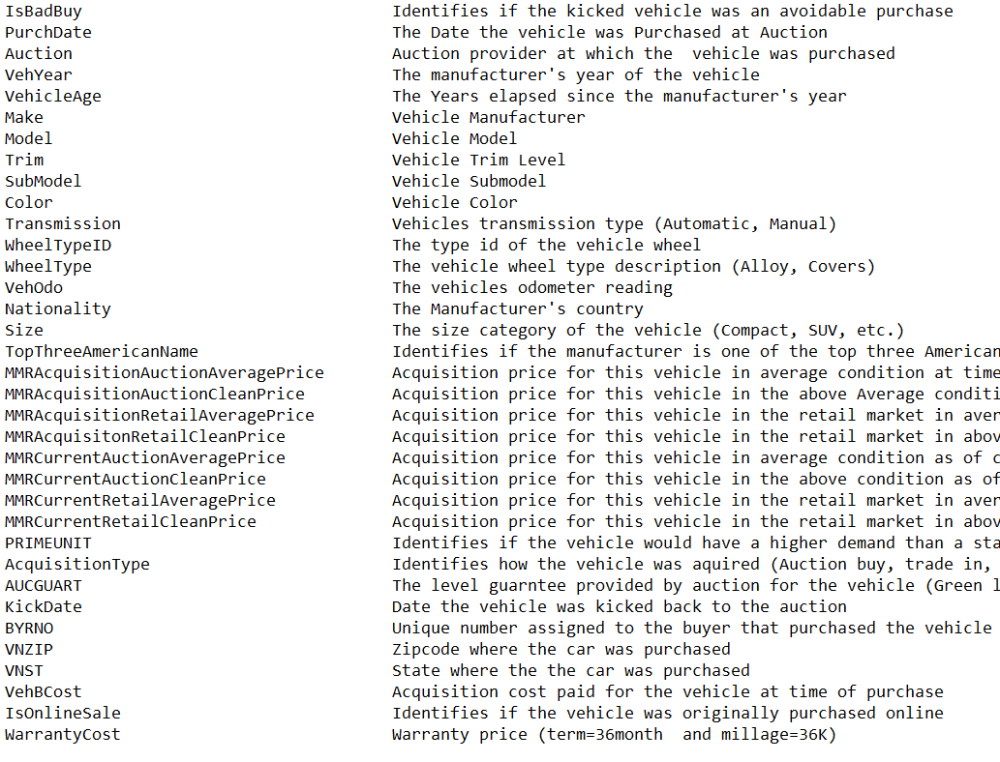 IsBadBuy Identifies if the kicked vehicle was an avoidable purchase
PurchDate The Date the vehicle was Purchased at Auction
Auction Auction provider at which the  vehicle was purchased
VehYear The manufacturer's year of the vehicle
VehicleAge The Years elapsed since the manufacturer's year
Make Vehicle Manufacturer
Model Vehicle Model
Trim Vehicle Trim Level
SubModel Vehicle Submodel
Color Vehicle Color
Transmission Vehicles transmission type (Automatic, Manual)
WheelTypeID The type id of the vehicle wheel
WheelType The vehicle wheel type description (Alloy, Covers)
VehOdo The vehicles odometer reading
Nationality The Manufacturer's country
Size The size category of the vehicle (Compact, SUV, etc.)
TopThreeAmericanName Identifies if the manufacturer is one of the top three American
MMRAcquisitionAuctionAveragePrice Acquisition price for this vehicle in average condition at time
MMRAcquisitionAuctionCleanPrice Acquisition price for this vehicle in the above Average conditi
MMRAcquisitionRetailAveragePrice Acquisition price for this vehicle in the retail market in aver
MMRAcquisitonRetailCleanPrice Acquisition price for this vehicle in the retail market in abov
MMRCurrentAuctionAveragePrice Acquisition price for this vehicle in average condition as of c
MMRCurrentAuctionCleanPrice Acquisition price for this vehicle in the above condition as of
MMRCurrentRetailAveragePrice Acquisition price for this vehicle in the retail market in aver
MMRCurrentRetailCleanPrice Acquisition price for this vehicle in the retail market in abov
PRIMEUNIT Identifies if the vehicle would have a higher demand than a sta
AcquisitionType Identifies how the vehicle was aquired (Auction buy, trade in,
AUCGUART The level guarntee provided by auction for the vehicle (Green l
KickDate Date the vehicle was kicked back to the auction
BYRNO Unique number assigned to the buyer that purchased the vehicle
VNZIP Zipcode where the car was purchased
VNST State where the the car was purchased
VehBCost Acquisition cost paid for the vehicle at time of purchase
IsOnlineSale Identifies if the vehicle was originally purchased online
WarrantyCost Warranty price (term=36month  and millage=36K)